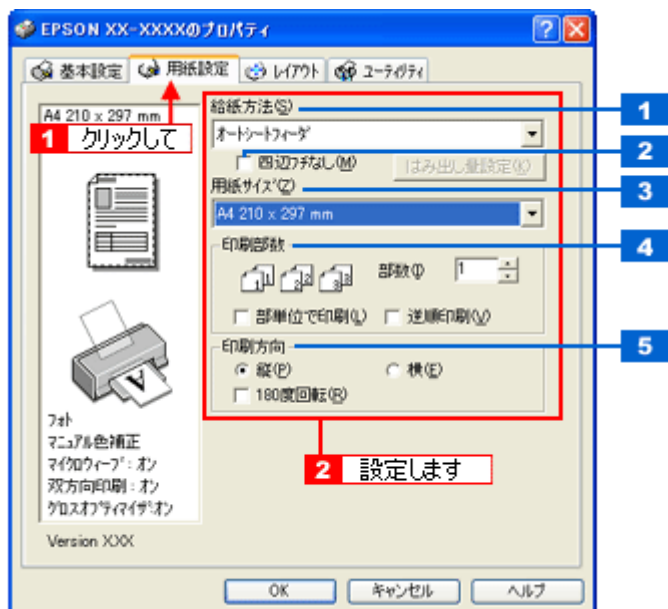 EPSON XX-XXXXのプロパティ
基本設定 用紙設定 レイアウト ユーティリティ
A4 210 x 297 mm
1 クリックして
給紙方法(S)
1
オートシートフィーダ
四辺フチなし(M)
はみ出し量設定(K)
2
用紙サイズ(Z)
3
A4 210 x 297 mm
印刷部数
4
部数(I) 1
部単位で印刷(L) 逆順印刷(V)
印刷方向
5
縦(P) 横(E)
180度回転(R)
2 設定します
フォト
マニュアル色補正
マイクロウィーブ:オン
双方向印刷:オン
グロスオプティマイザ:オン
Version XXX
OK キャンセル ヘルプ